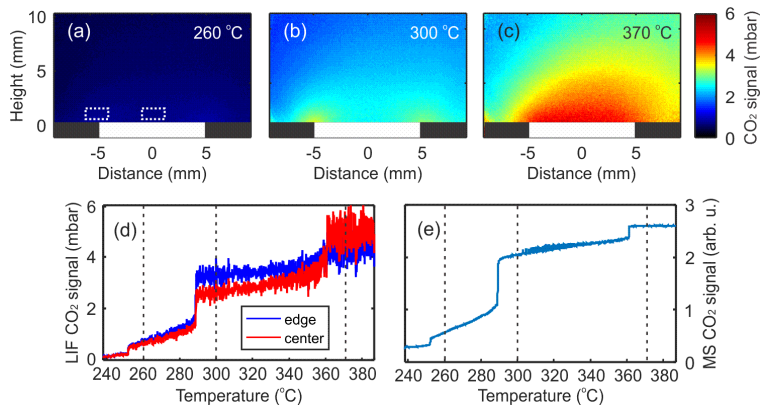 (a) 260 °C (b) 300 °C (c) 370 °C
10
5
0
Height (mm)
-5 0 5 -5 0 5 -5 0 5
Distance (mm) Distance (mm) Distance (mm)
6
4
2
0
CO₂ signal (mbar)
(d)
6
4
2
0
LIF CO₂ signal (mbar)
edge
center
240 260 280 300 320 340 360 380
Temperature (°C)
(e)
3
2
1
0
MS CO₂ signal (arb. u.)
240 260 280 300 320 340 360 380
Temperature (°C)